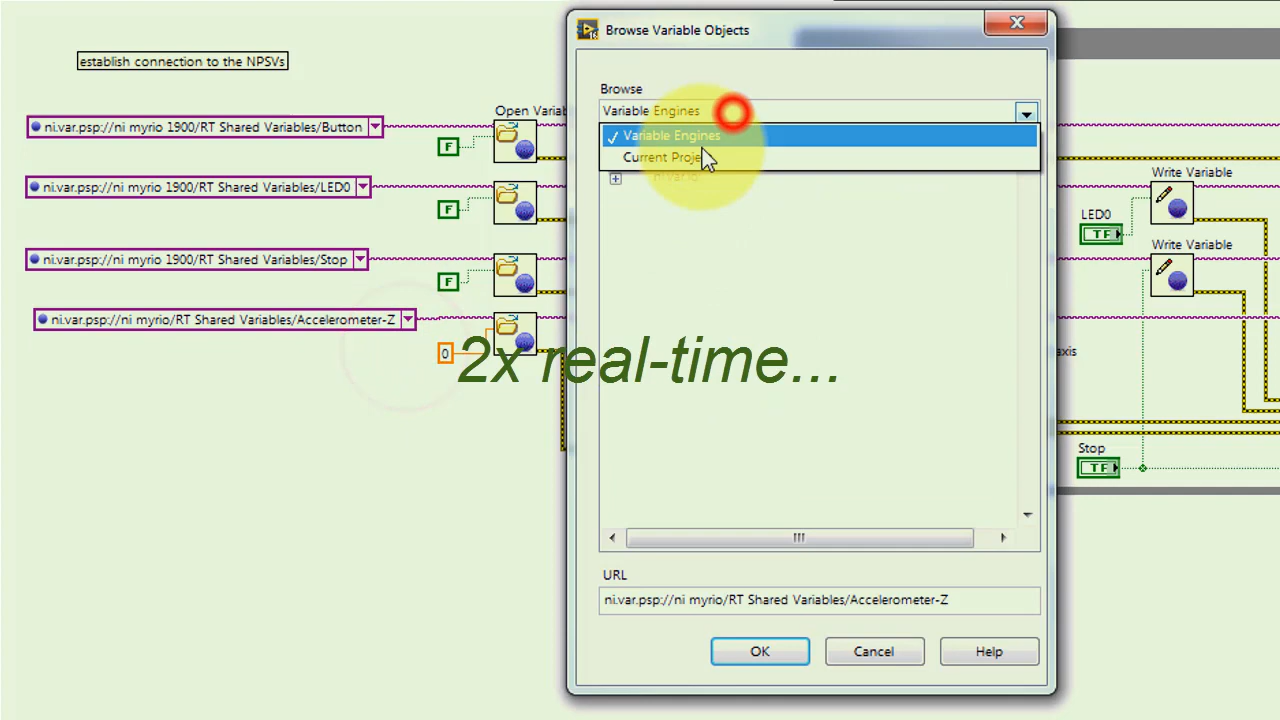 Browse Variable Objects
establish connection to the NPSVs
Browse
Variable Engines
Open Variab
ni.var.psp://ni myrio 1900/RT Shared Variables/Button
F
Variable Engines
Current Proje
Write Variable
ni.var.psp://ni myrio 1900/RT Shared Variables/LED0
F
LED0
TF
Write Variable
ni.var.psp://ni myrio 1900/RT Shared Variables/Stop
F
ni.var.psp://ni myrio/RT Shared Variables/Accelerometer-Z
0
2x real-time...
axis
Stop
TF
URL
ni.var.psp://ni myrio/RT Shared Variables/Accelerometer-Z
OK
Cancel
Help